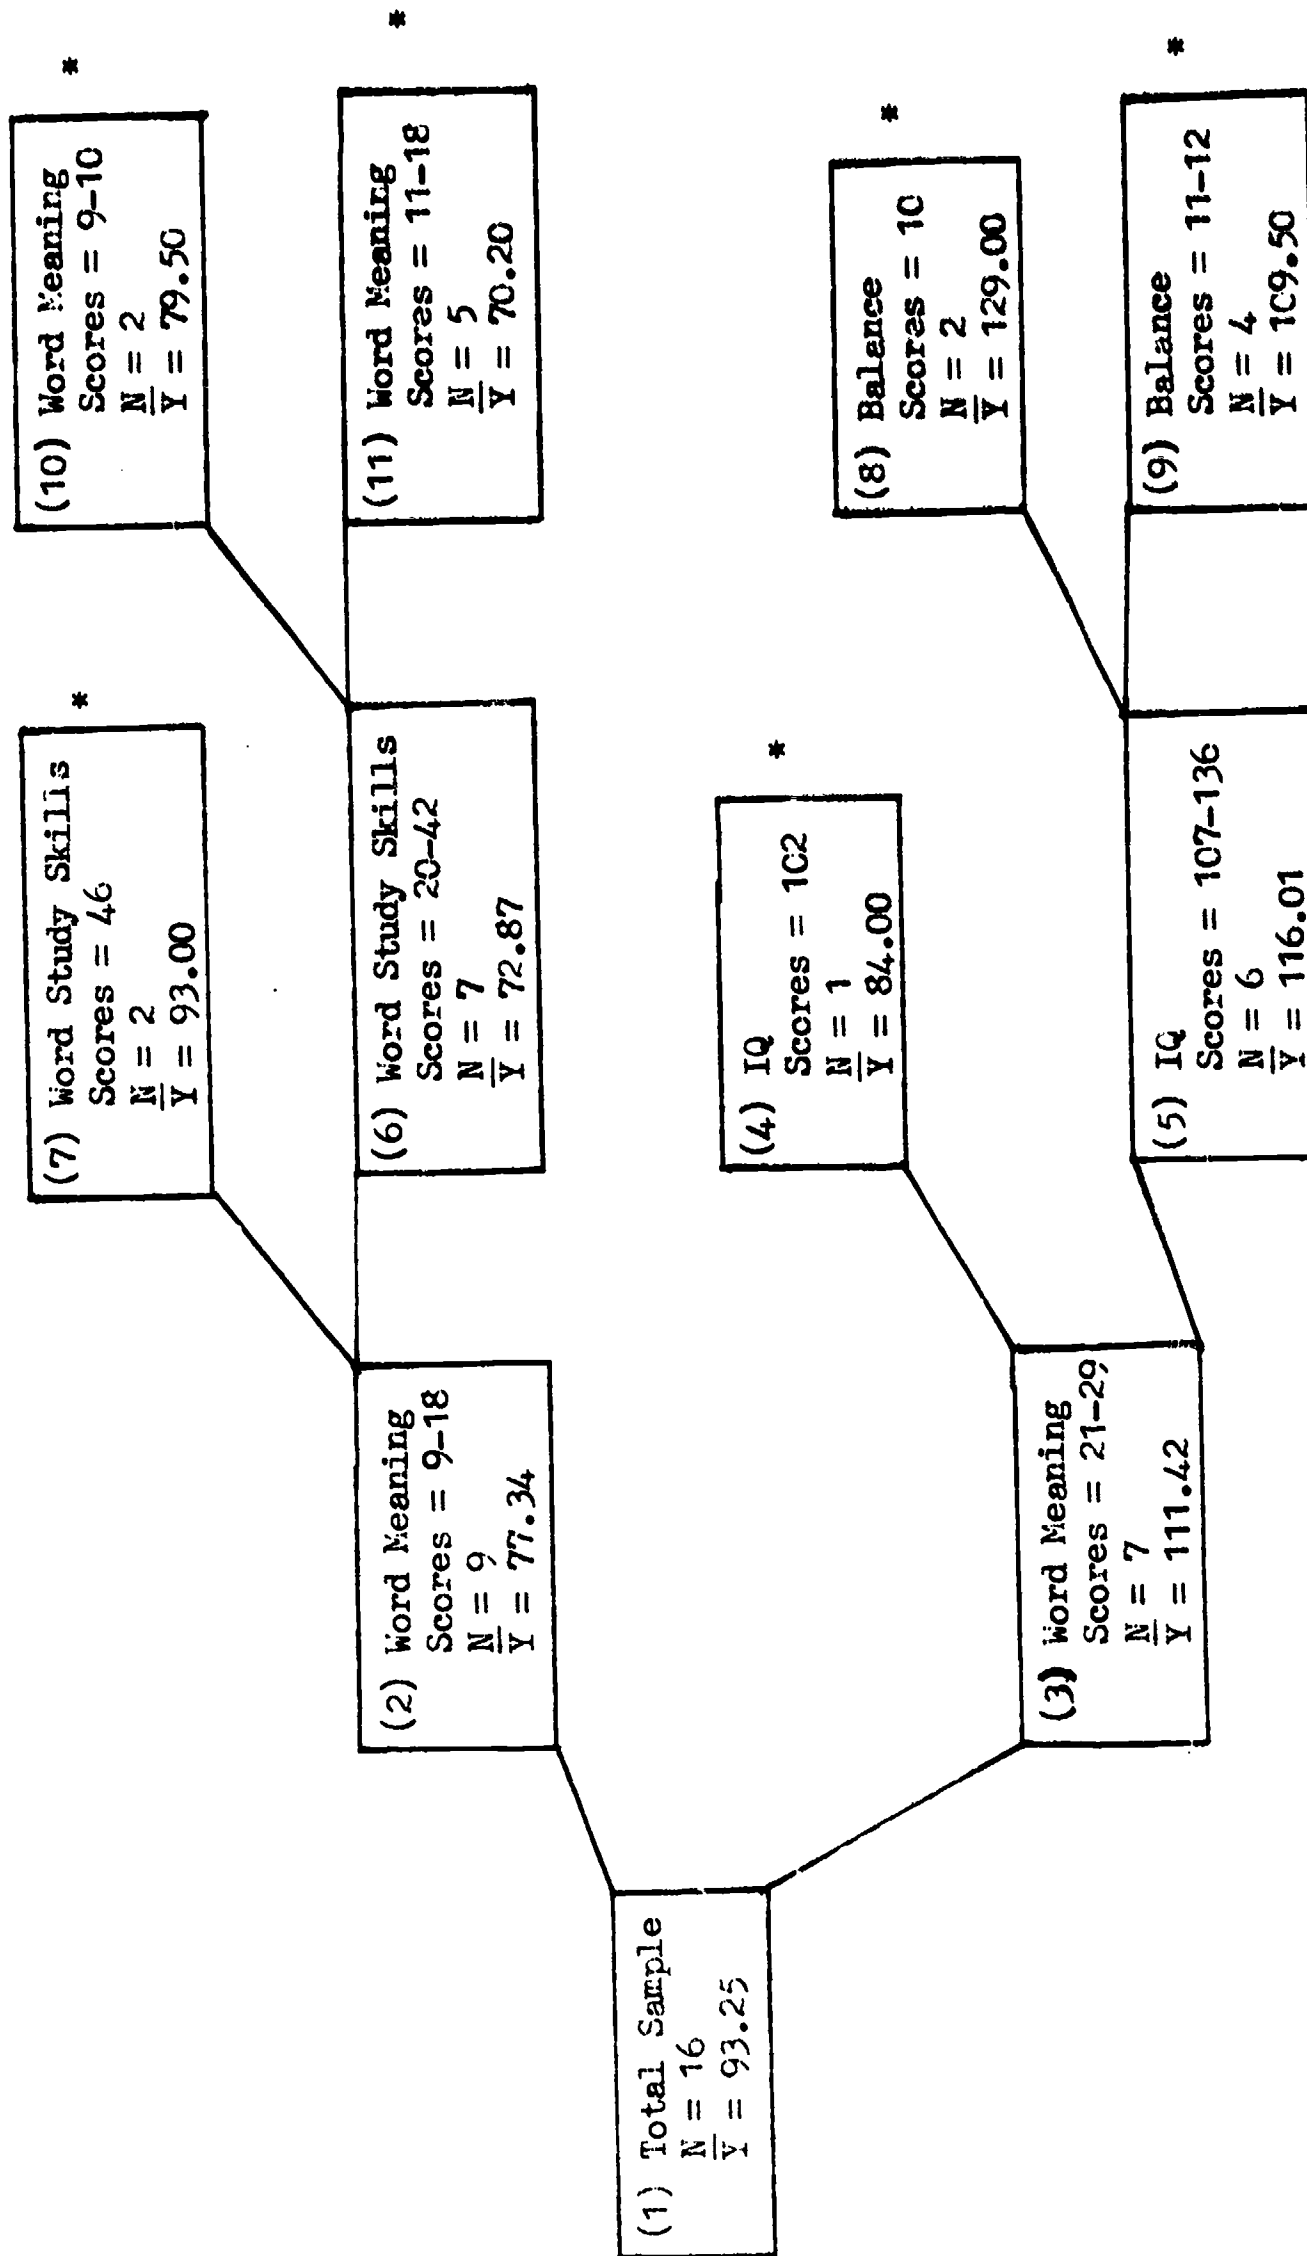 (1) Total Sample
N = 16
Y = 93.25
(2) Word Meaning
Scores = 9-18
N = 9
Y = 77.34
(3) Word Meaning
Scores = 21-29
N = 7
Y = 111.42
(7) Word Study Skills
Scores = 46
N = 2
Y = 93.00
*
(6) Word Study Skills
Scores = 20-42
N = 7
Y = 72.87
(4) IQ
Scores = 102
N = 1
Y = 84.00
*
(5) IQ
Scores = 107-136
N = 6
Y = 116.01
(10) Word Meaning
Scores = 9-10
N = 2
Y = 79.50
*
(11) Word Meaning
Scores = 11-18
N = 5
Y = 70.20
*
(8) Balance
Scores = 10
N = 2
Y = 129.00
*
(9) Balance
Scores = 11-12
N = 4
Y = 109.50
*